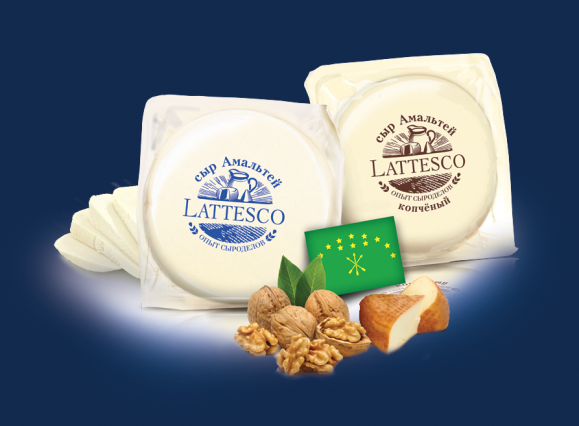 сыр Амальтей
LATTESCO
ОПЫТ СЫРОДЕЛОВ
сыр Амальтей
LATTESCO
ОПЫТ СЫРОДЕЛОВ
копчёный